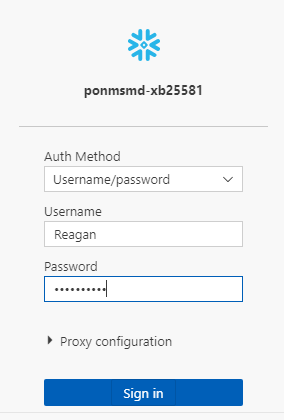 ponmsmd-xb25581
Auth Method
Username/password
Username
Reagan
Password
••••••••••
Proxy configuration
Sign in